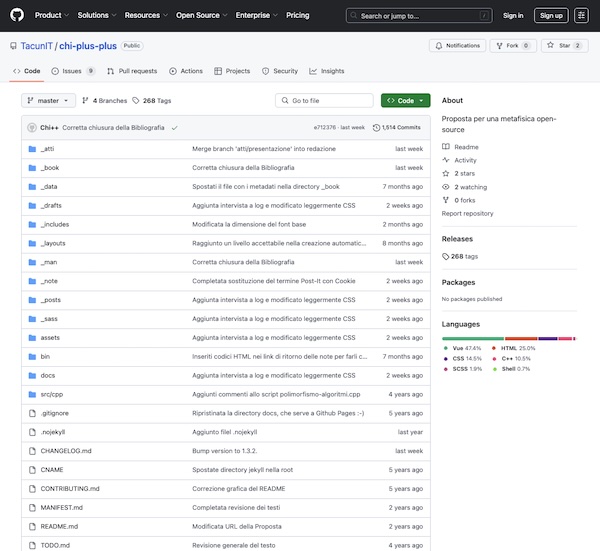 Platform Solutions Resources Open Source Enterprise Pricing Search or jump to... / Sign in Sign up
TacunIT / chi-plus-plus Public Notifications Fork 0 Star 2
Code Issues 9 Pull requests Actions Projects Security Insights
master 4 Branches 268 Tags Go to file Code
Chi++ Corretta chiusura della Bibliografia e712376 · last week 1,514 Commits
_atti Merge branch 'atti/presentazione' into redazione last week
_book Corretta chiusura della Bibliografia last week
_data Spostati il file con i metadati nella directory _book 7 months ago
_drafts Aggiunta intervista a log e modificato leggermente CSS 2 weeks ago
_includes Modificata la dimensione del font base 2 months ago
_layouts Raggiunto un livello accettabile nella creazione automatic... 8 months ago
_man Corretta chiusura della Bibliografia last week
_note Completata sostituzione del termine Post-It con Cookie 2 weeks ago
_posts Aggiunta intervista a log e modificato leggermente CSS 2 weeks ago
_sass Aggiunta intervista a log e modificato leggermente CSS 2 weeks ago
assets Aggiunta intervista a log e modificato leggermente CSS 2 weeks ago
bin Inseriti codici HTML nei link di ritorno delle note per farli c... 7 months ago
docs Aggiunta intervista a log e modificato leggermente CSS 2 weeks ago
src/cpp Aggiunti commenti allo script polimorfismo-algoritmi.cpp 4 years ago
.gitignore Ripristinata la directory docs, che serve a Github Pages :-) 5 years ago
.nojekyll Aggiunto filel .nojekyll last year
CHANGELOG.md Bump version to 1.3.2. last week
CNAME Spostate directory jekyll nella root 5 years ago
CONTRIBUTING.md Correzione grafica del README 5 years ago
MANIFEST.md Completata revisione dei testi 2 years ago
README.md Modificata URL della Proposta 2 years ago
TODO.md Revisione generale del testo 4 years ago
About
Proposta per una metafisica open-
source
Readme
Activity
2 stars
2 watching
0 forks
Report repository
Releases
268 tags
Packages
No packages published
Languages
Vue 47.4% HTML 25.0%
CSS 14.5% C++ 10.5%
SCSS 1.9% Shell 0.7%